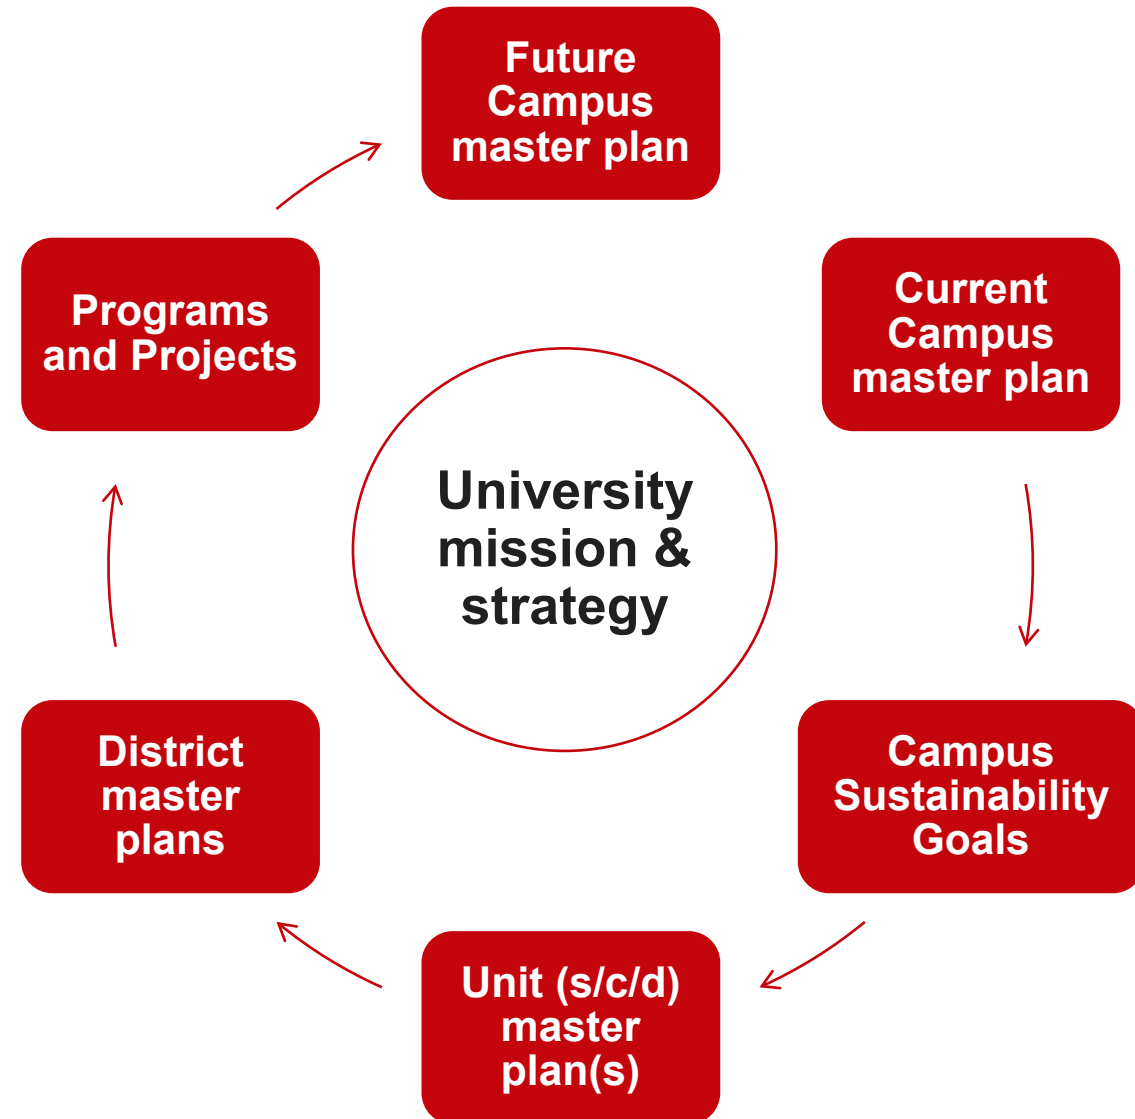 Future
Campus
master plan
Current
Campus
master plan
Campus
Sustainability
Goals
Unit (s/c/d)
master
plan(s)
District
master
plans
Programs
and Projects
University
mission &
strategy